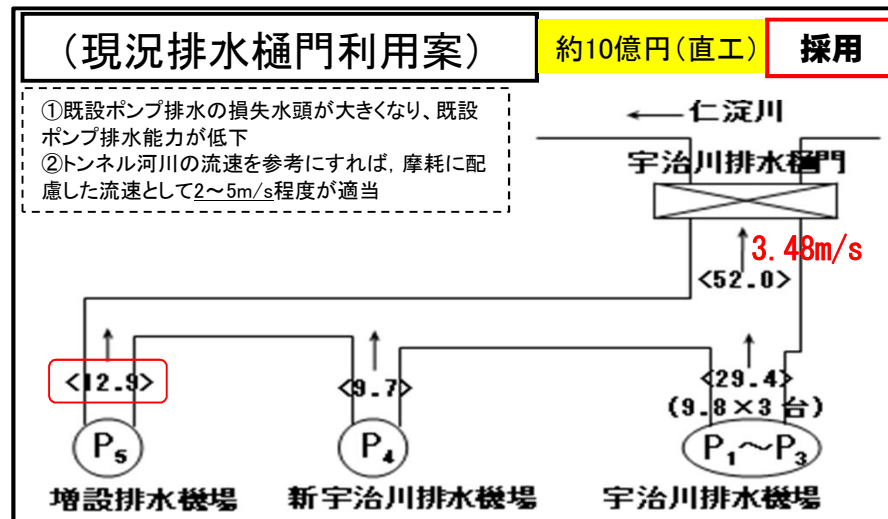 (現況排水樋門利用案)
約10億円(直工)
採用
①既設ポンプ排水の損失水頭が大きくなり、既設
ポンプ排水能力が低下
②トンネル河川の流速を参考にすれば,摩耗に配
慮した流速として2~5m/s程度が適当
← 仁淀川
宇治川排水樋門
3.48m/s
<52.0>
<12.9>
<9.7>
<29.4>
(9.8×3台)
P5
P4
P1~P3
増設排水機場
新宇治川排水機場
宇治川排水機場